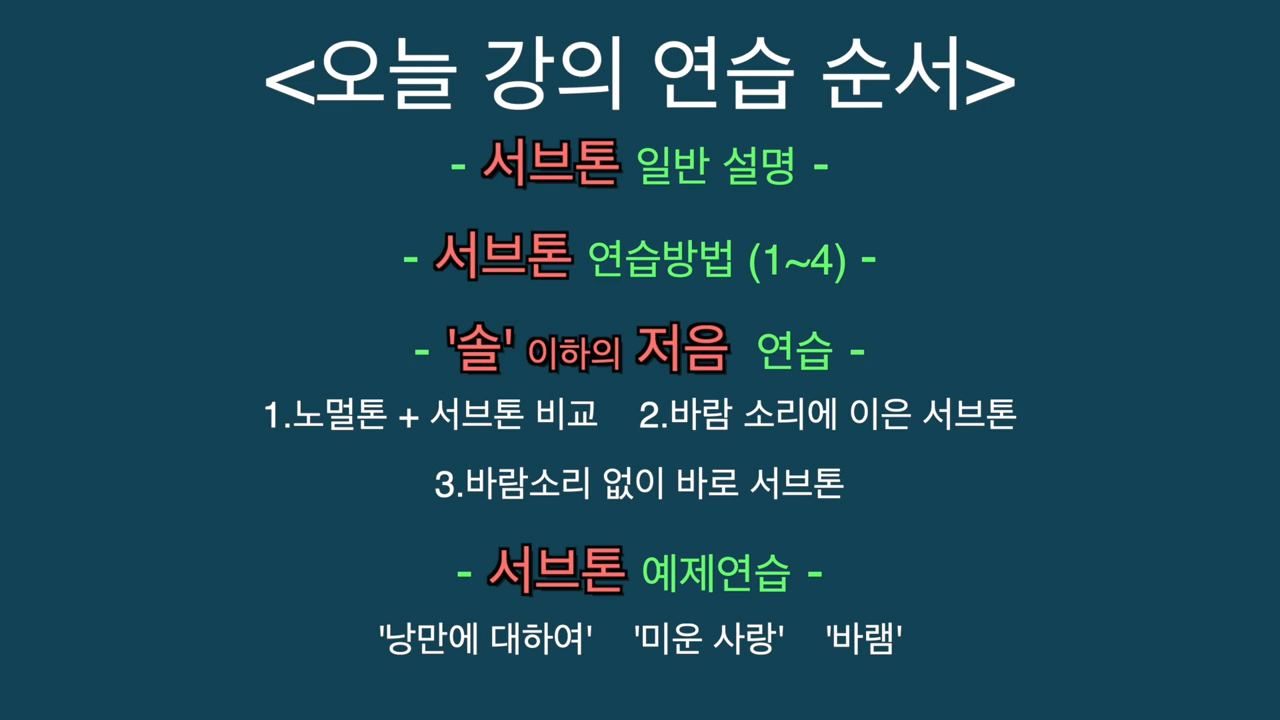 <오늘 강의 연습 순서>
- 서브톤 일반 설명 -
- 서브톤 연습방법 (1~4) -
- '솔' 이하의 저음 연습 -
1.노멀톤 + 서브톤 비교 2.바람 소리에 이은 서브톤
3.바람소리 없이 바로 서브톤
- 서브톤 예제연습 -
'낭만에 대하여' '미운 사랑' '바램'